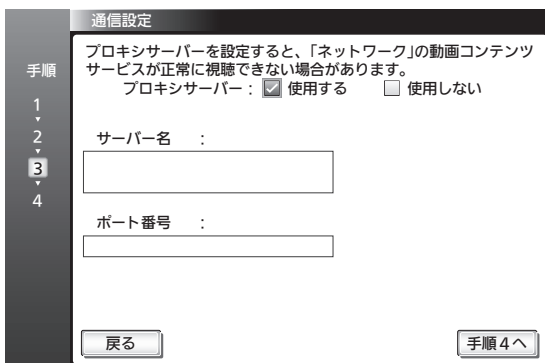 通信設定
手順
1
2
3
4
プロキシサーバーを設定すると、「ネットワーク」の動画コンテンツ
サービスが正常に視聴できない場合があります。
プロキシサーバー： 使用する 使用しない
サーバー名 ：
ポート番号 ：
戻る 手順4へ